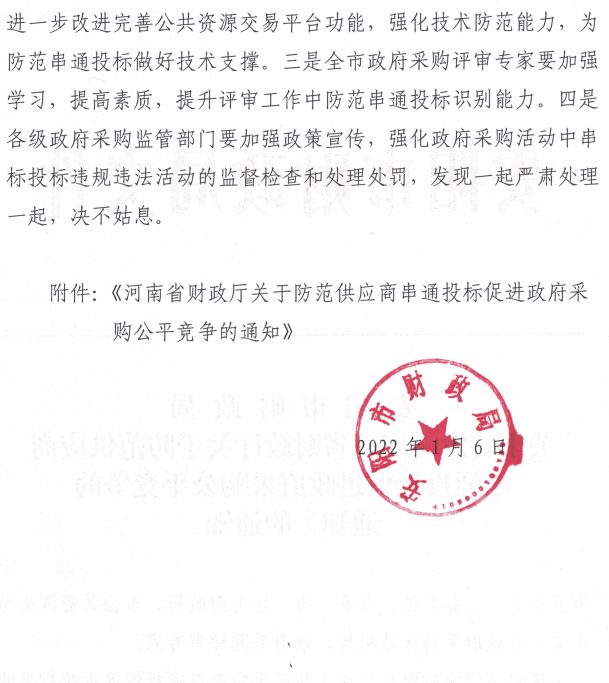 进一步改进完善公共资源交易平台功能，强化技术防范能力，为
防范串通投标做好技术支撑。三是全市政府采购评审专家要加强
学习，提高素质，提升评审工作中防范串通投标识别能力。四是
各级政府采购监管部门要加强政策宣传，强化政府采购活动中串
标投标违规违法活动的监督检查和处理处罚，发现一起严肃处理
一起，决不姑息。
附件：《河南省财政厅关于防范供应商串通投标促进政府采
购公平竞争的通知》
安阳市财政局
2022年1月6日